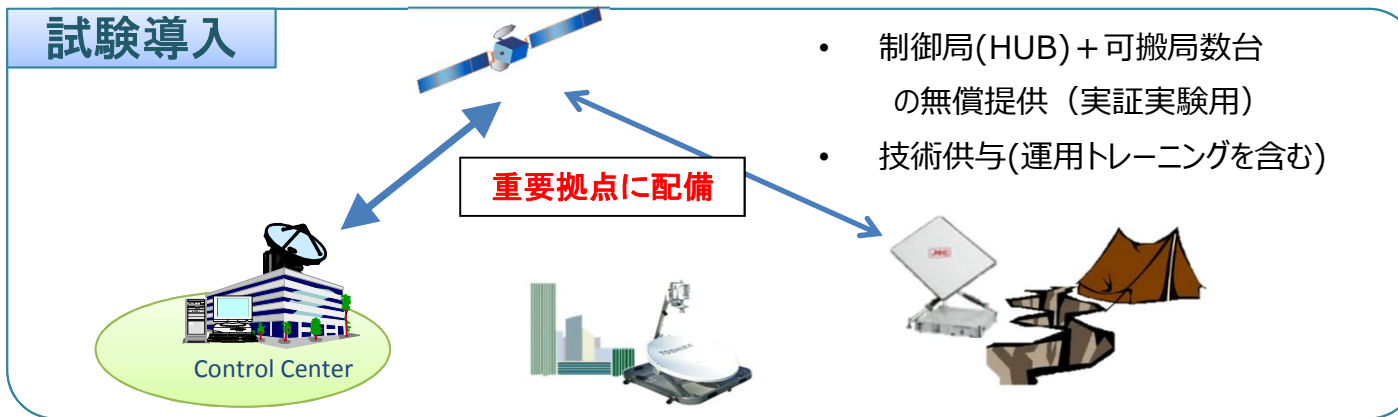 試験導入
• 制御局(HUB)＋可搬局数台
の無償提供（実証実験用）
• 技術供与(運用トレーニングを含む)
重要拠点に配備
JRC
TOSHIBA
Control Center